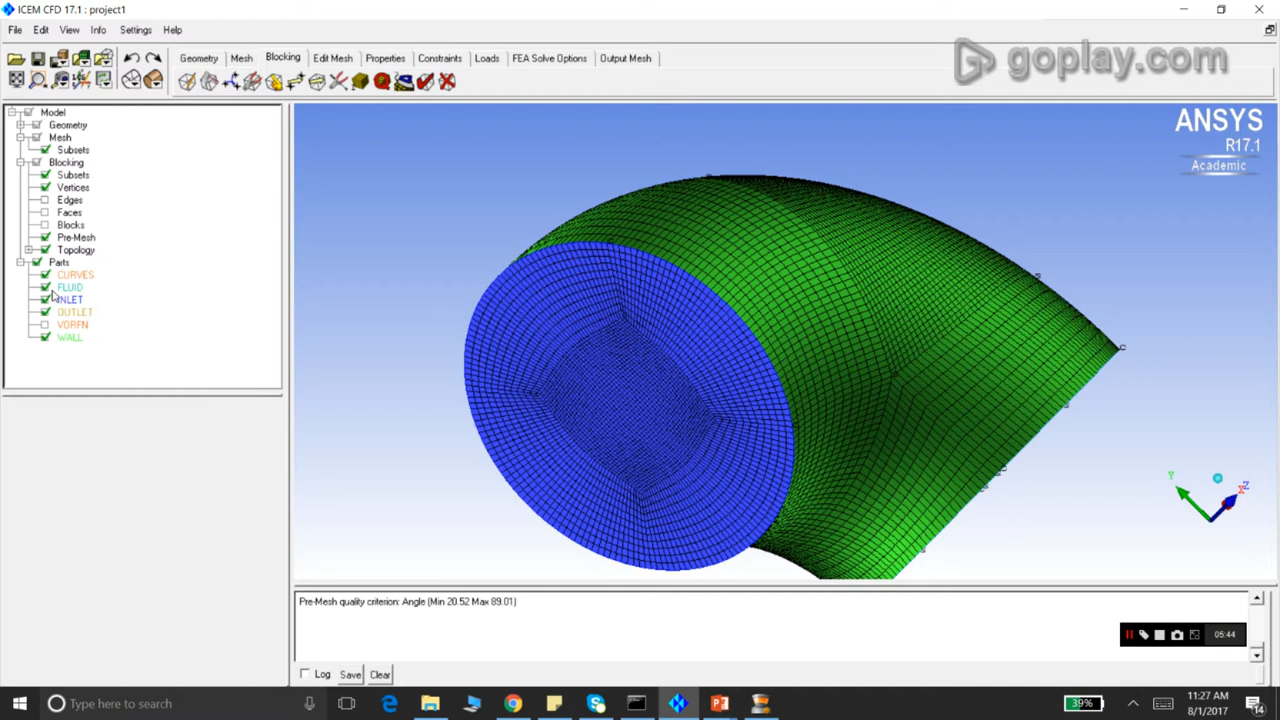 ICEM CFD 17.1 : project1
File Edit View Info Settings Help
Geometry Mesh Blocking Edit Mesh Properties Constraints Loads FEA Solve Options Output Mesh
goplay.com
Model
Geometry
Mesh
Subsets
Blocking
Subsets
Vertices
Edges
Faces
Blocks
Pre-Mesh
Topology
Parts
CURVES
FLUID
INLET
OUTLET
VORFN
WALL
ANSYS
R17.1
Academic
Y
X
Z
Pre-Mesh quality criterion: Angle (Min 20.52 Max 89.01)
05:44
Log Save Clear
Type here to search
39%
11:27 AM
8/1/2017
14